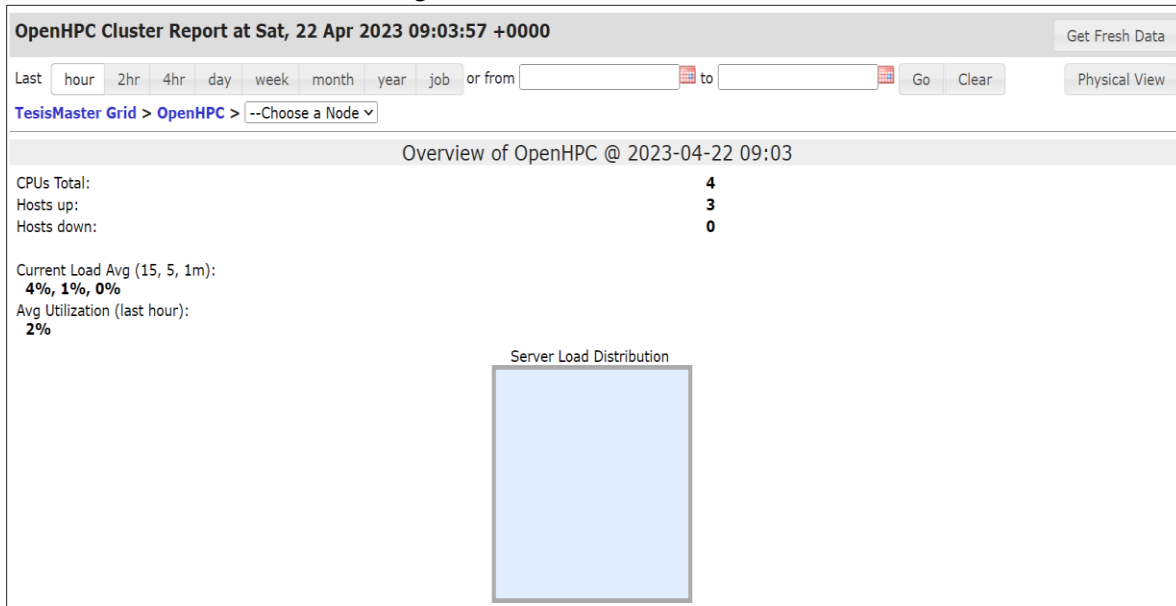 OpenHPC Cluster Report at Sat, 22 Apr 2023 09:03:57 +0000
Get Fresh Data
Last hour 2hr 4hr day week month year job or from to Go Clear Physical View
TesisMaster Grid > OpenHPC > --Choose a Node
Overview of OpenHPC @ 2023-04-22 09:03
CPUs Total: 4
Hosts up: 3
Hosts down: 0
Current Load Avg (15, 5, 1m):
4%, 1%, 0%
Avg Utilization (last hour):
2%
Server Load Distribution